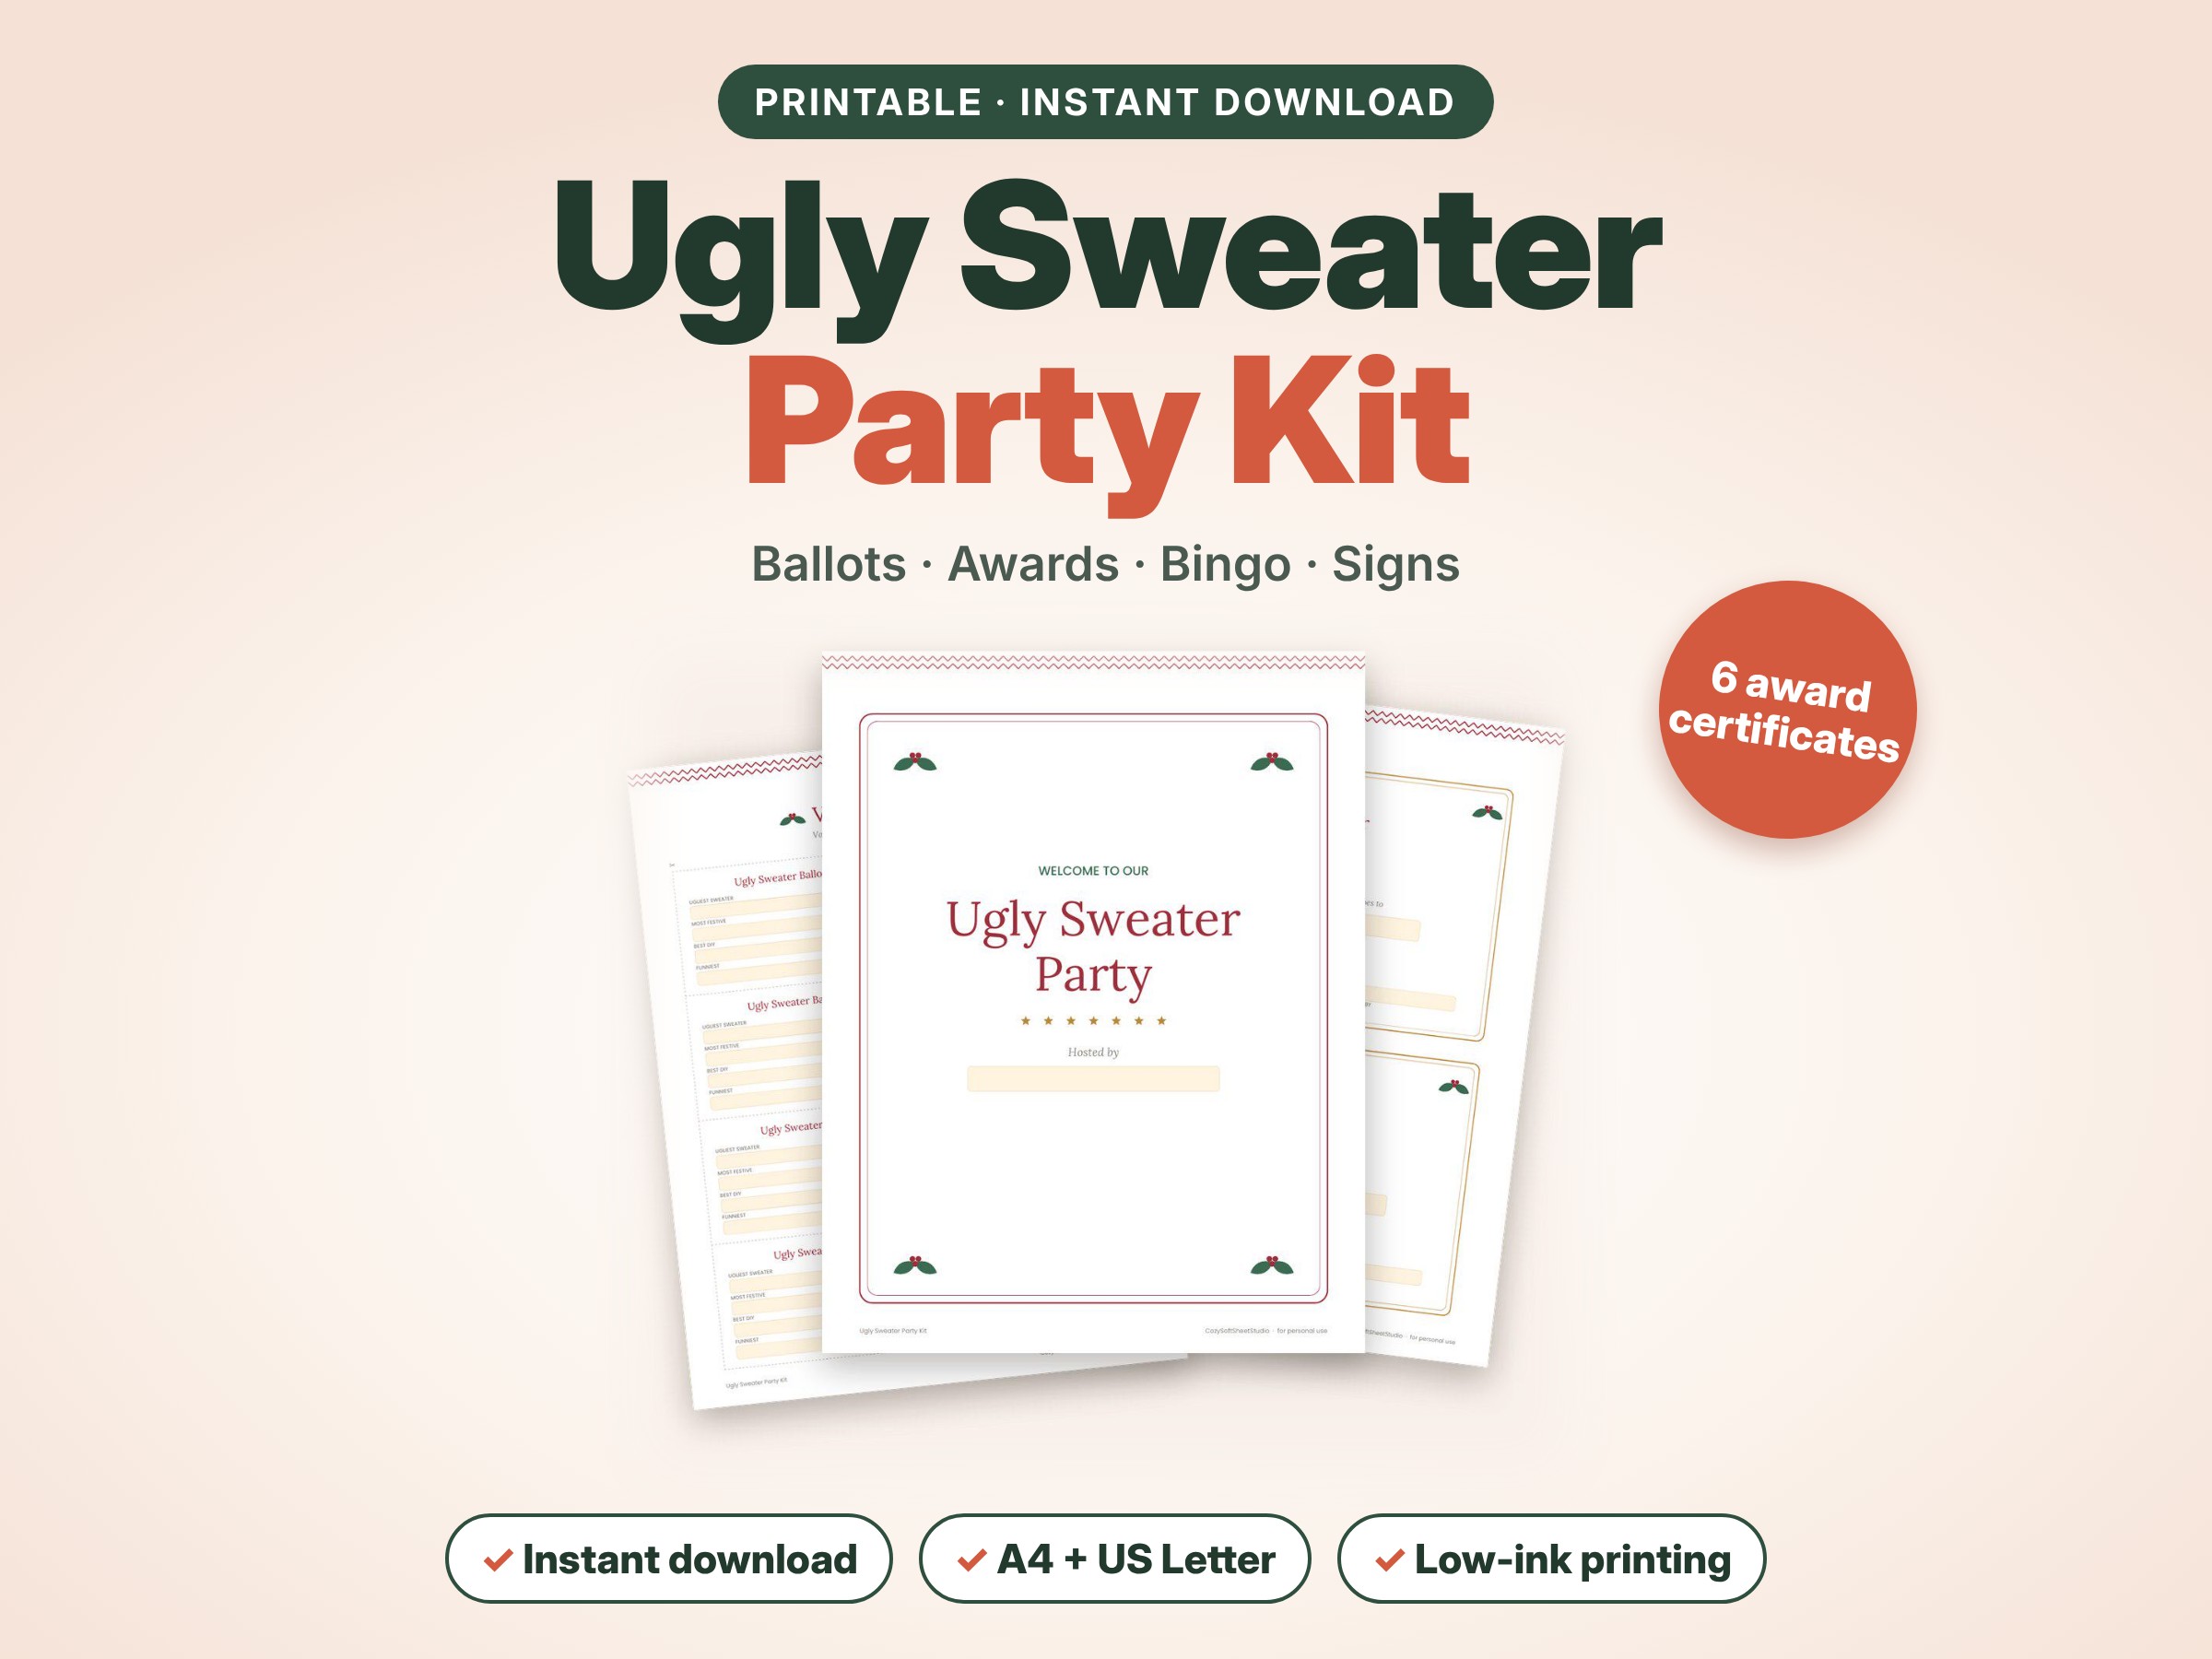 PRINTABLE · INSTANT DOWNLOAD
Ugly Sweater
Party Kit
Ballots · Awards · Bingo · Signs
6 award
certificates
WELCOME TO OUR
Ugly Sweater
Party
Hosted by
Ugly Sweater Party Kit
CozySoftSheetStudio · for personal use
Ugly Sweater
UGLIEST SWEATER
MOST FESTIVE
BEST DIY
FUNNIEST
Ugly Sweater
UGLIEST SWEATER
MOST FESTIVE
BEST DIY
FUNNIEST
Ugly Sweater
UGLIEST SWEATER
MOST FESTIVE
BEST DIY
FUNNIEST
Ugly
UGLIEST SWEATER
MOST FESTIVE
BEST DIY
FUNNIEST
Ugly Sweater Party Kit
for personal use
✓ Instant download
✓ A4 + US Letter
✓ Low-ink printing